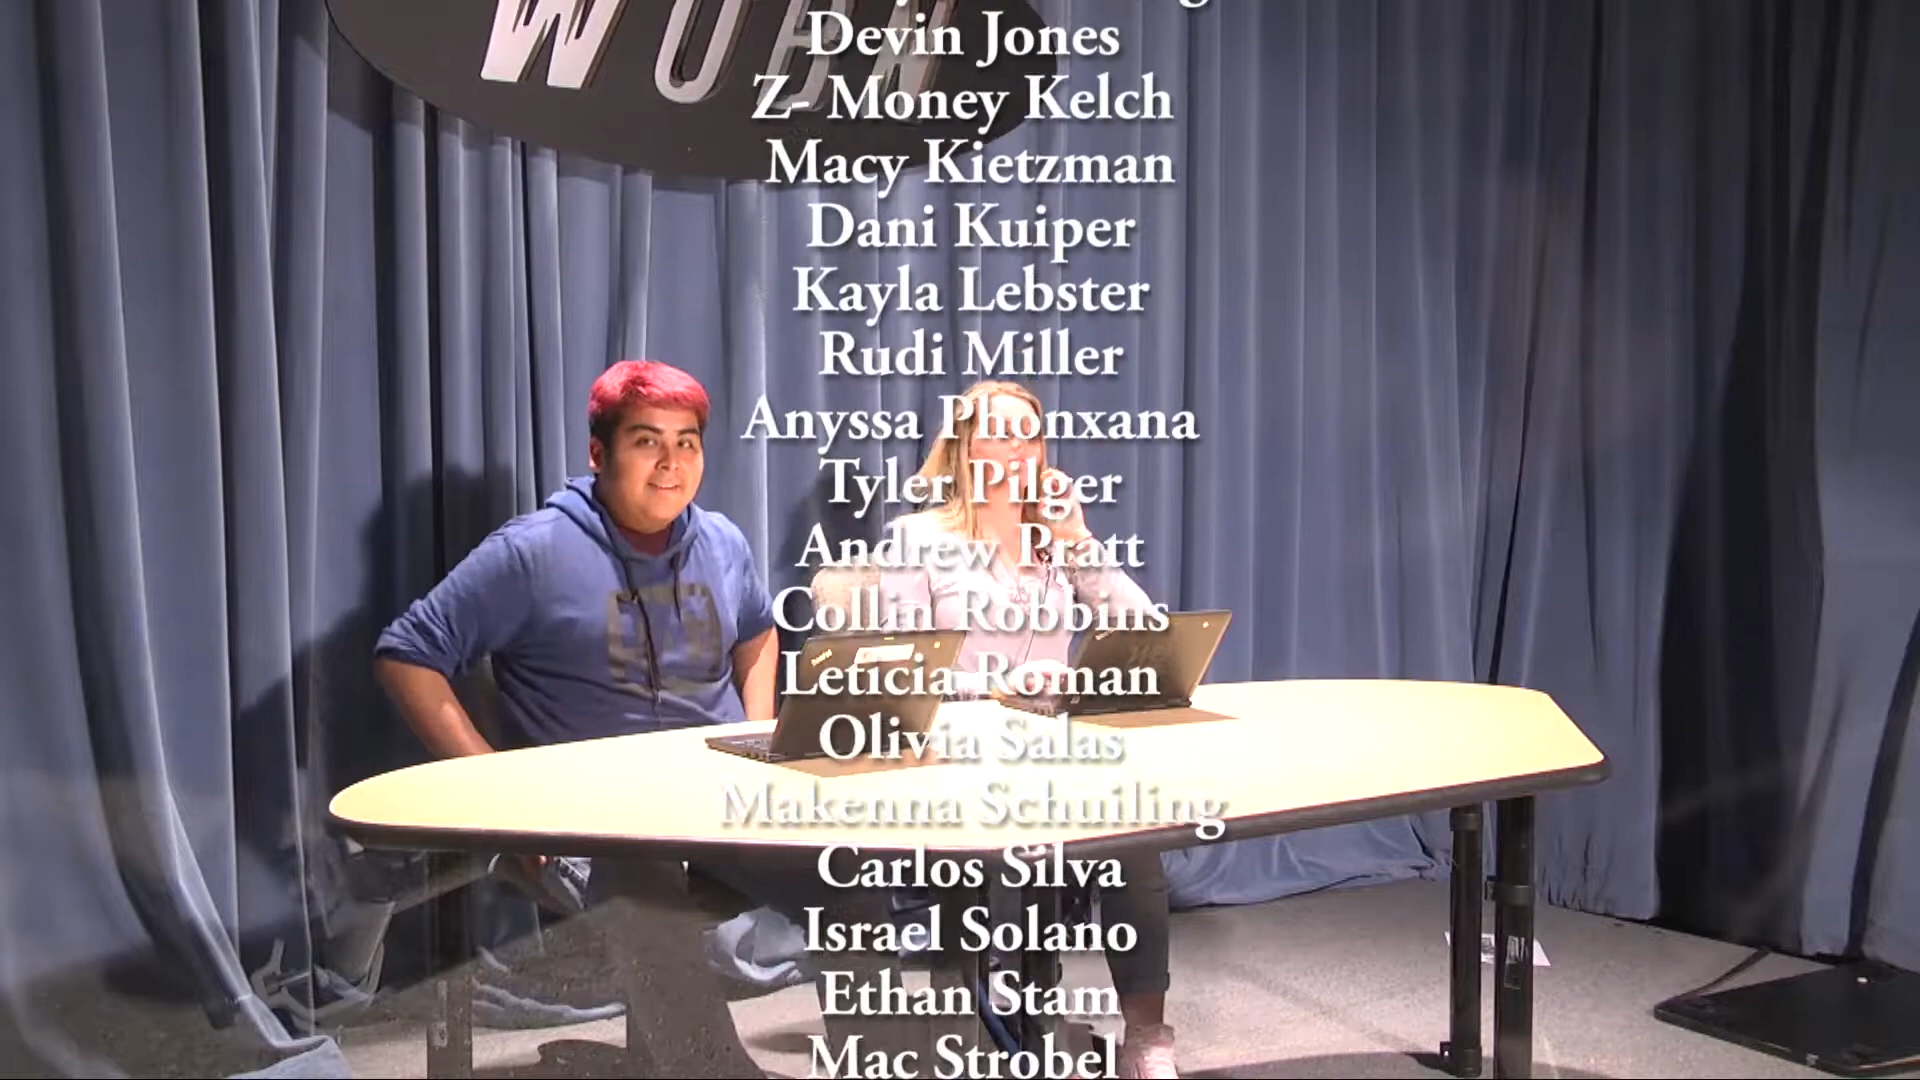 WOBN
Devin Jones
Z- Money Kelch
Macy Kietzman
Dani Kuiper
Kayla Lebster
Rudi Miller
Anyssa Phonxana
Tyler Pilger
Andrew Pratt
Collin Robbins
Leticia Roman
Olivia Salas
Makenna Schuiling
Carlos Silva
Israel Solano
Ethan Stam
Mac Strobel